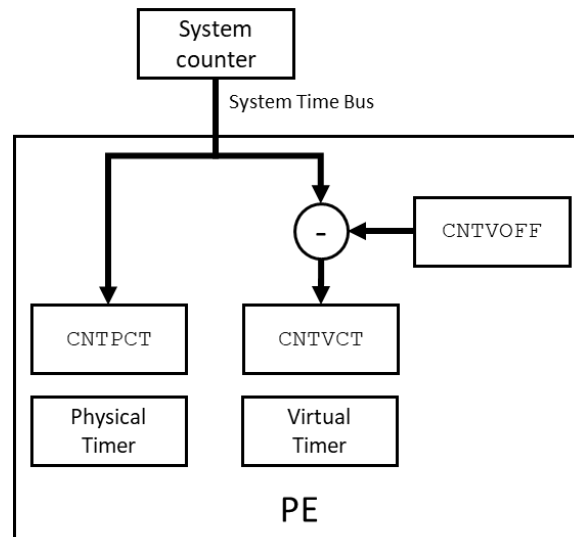 System
counter
System Time Bus
-
CNTVOFF
CNTPCT
CNTVCT
Physical
Timer
Virtual
Timer
PE